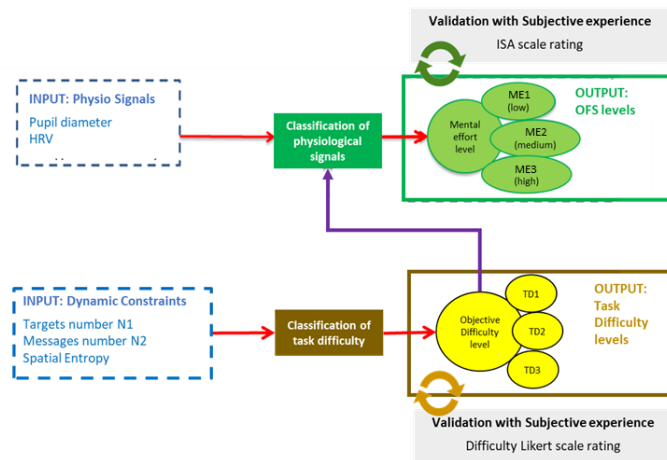 Validation with Subjective experience
ISA scale rating
INPUT: Physio Signals
Pupil diameter
HRV
Classification of
physiological
signals
Mental
effort
level
ME1
(low)
ME2
(medium)
ME3
(high)
OUTPUT:
OFS levels
INPUT: Dynamic Constraints
Targets number N1
Messages number N2
Spatial Entropy
Classification of
task difficulty
Objective
Difficulty
level
TD1
TD2
TD3
OUTPUT:
Task
Difficulty
levels
Validation with Subjective experience
Difficulty Likert scale rating